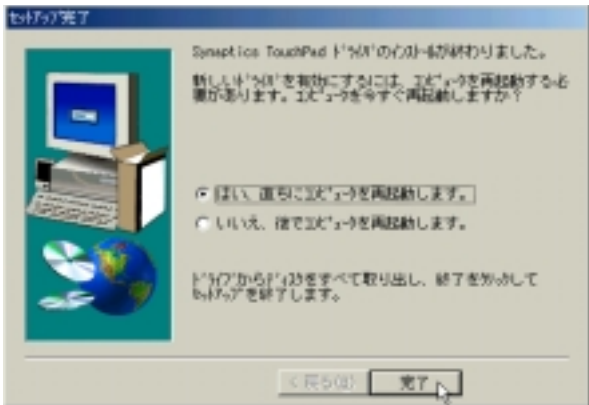 ｾｯﾄｱｯﾌﾟ完了
Synaptics TouchPad ﾄﾞﾗｲﾊﾞのｲﾝｽﾄｰﾙが終わりました。
新しいﾄﾞﾗｲﾊﾞを有効にするには、ｺﾝﾋﾟｭｰﾀを再起動する必
要があります。ｺﾝﾋﾟｭｰﾀを今すぐ再起動しますか？
はい、直ちにｺﾝﾋﾟｭｰﾀを再起動します。
いいえ、後でｺﾝﾋﾟｭｰﾀを再起動します。
ﾄﾞﾗｲﾌﾞからﾃﾞｨｽｸをすべて取り出し、終了をｸﾘｯｸして
ｾｯﾄｱｯﾌﾟを終了します。
< 戻る(B) 完了